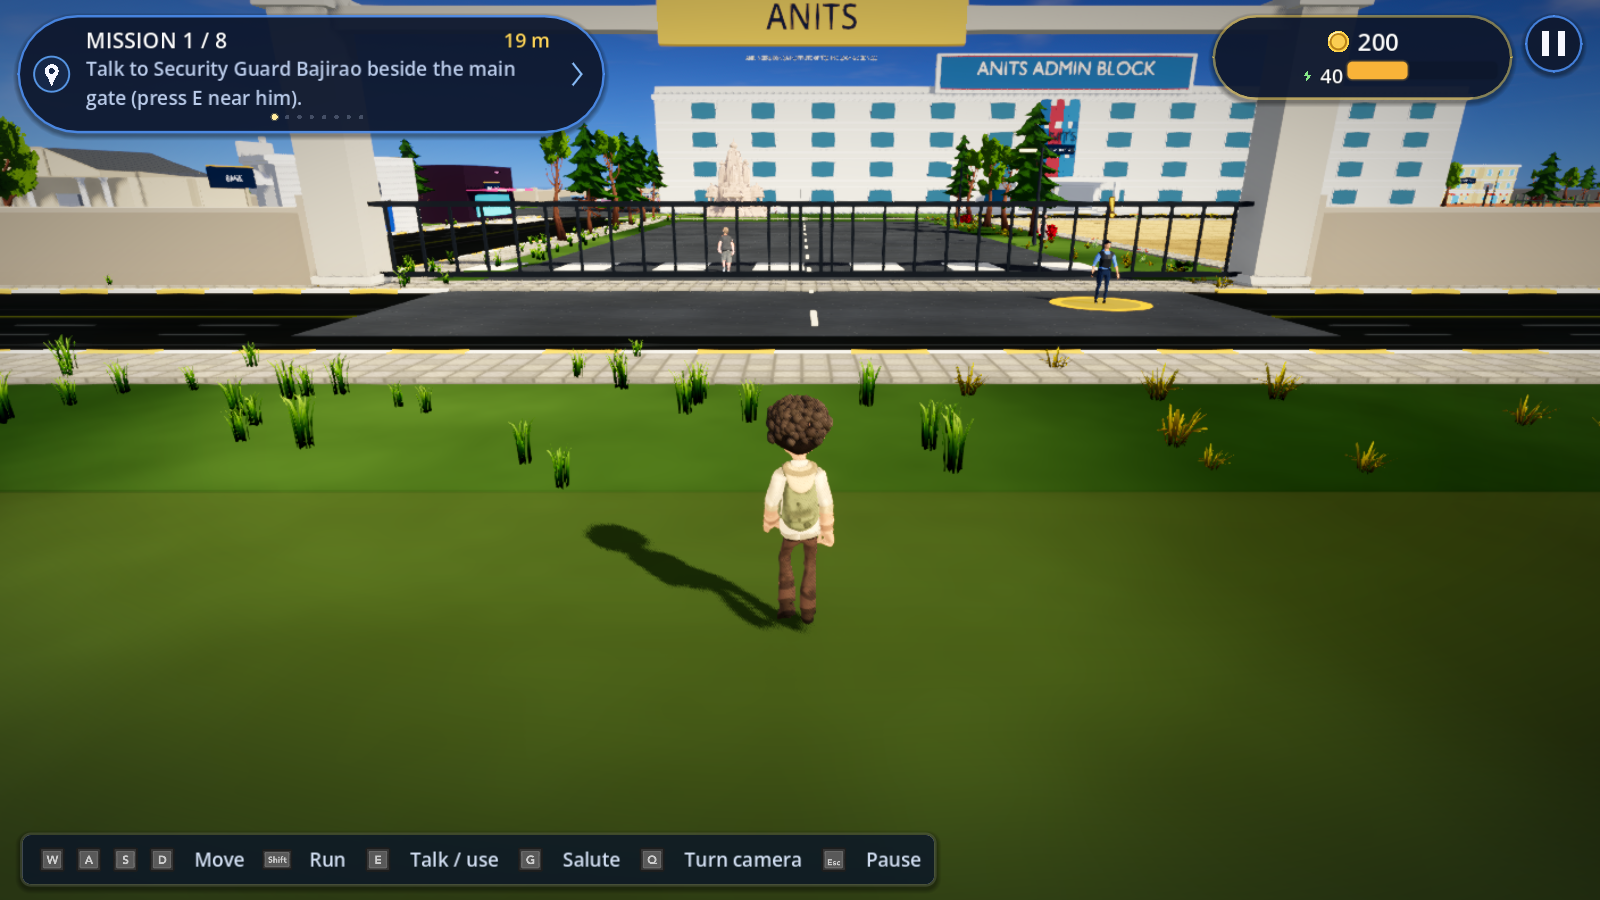 ANITS
MISSION 1 / 8
19 m
Talk to Security Guard Bajirao beside the main
gate (press E near him).
200
40
ANITS ADMIN BLOCK
W A S D Move Shift Run E Talk / use G Salute Q Turn camera Esc Pause